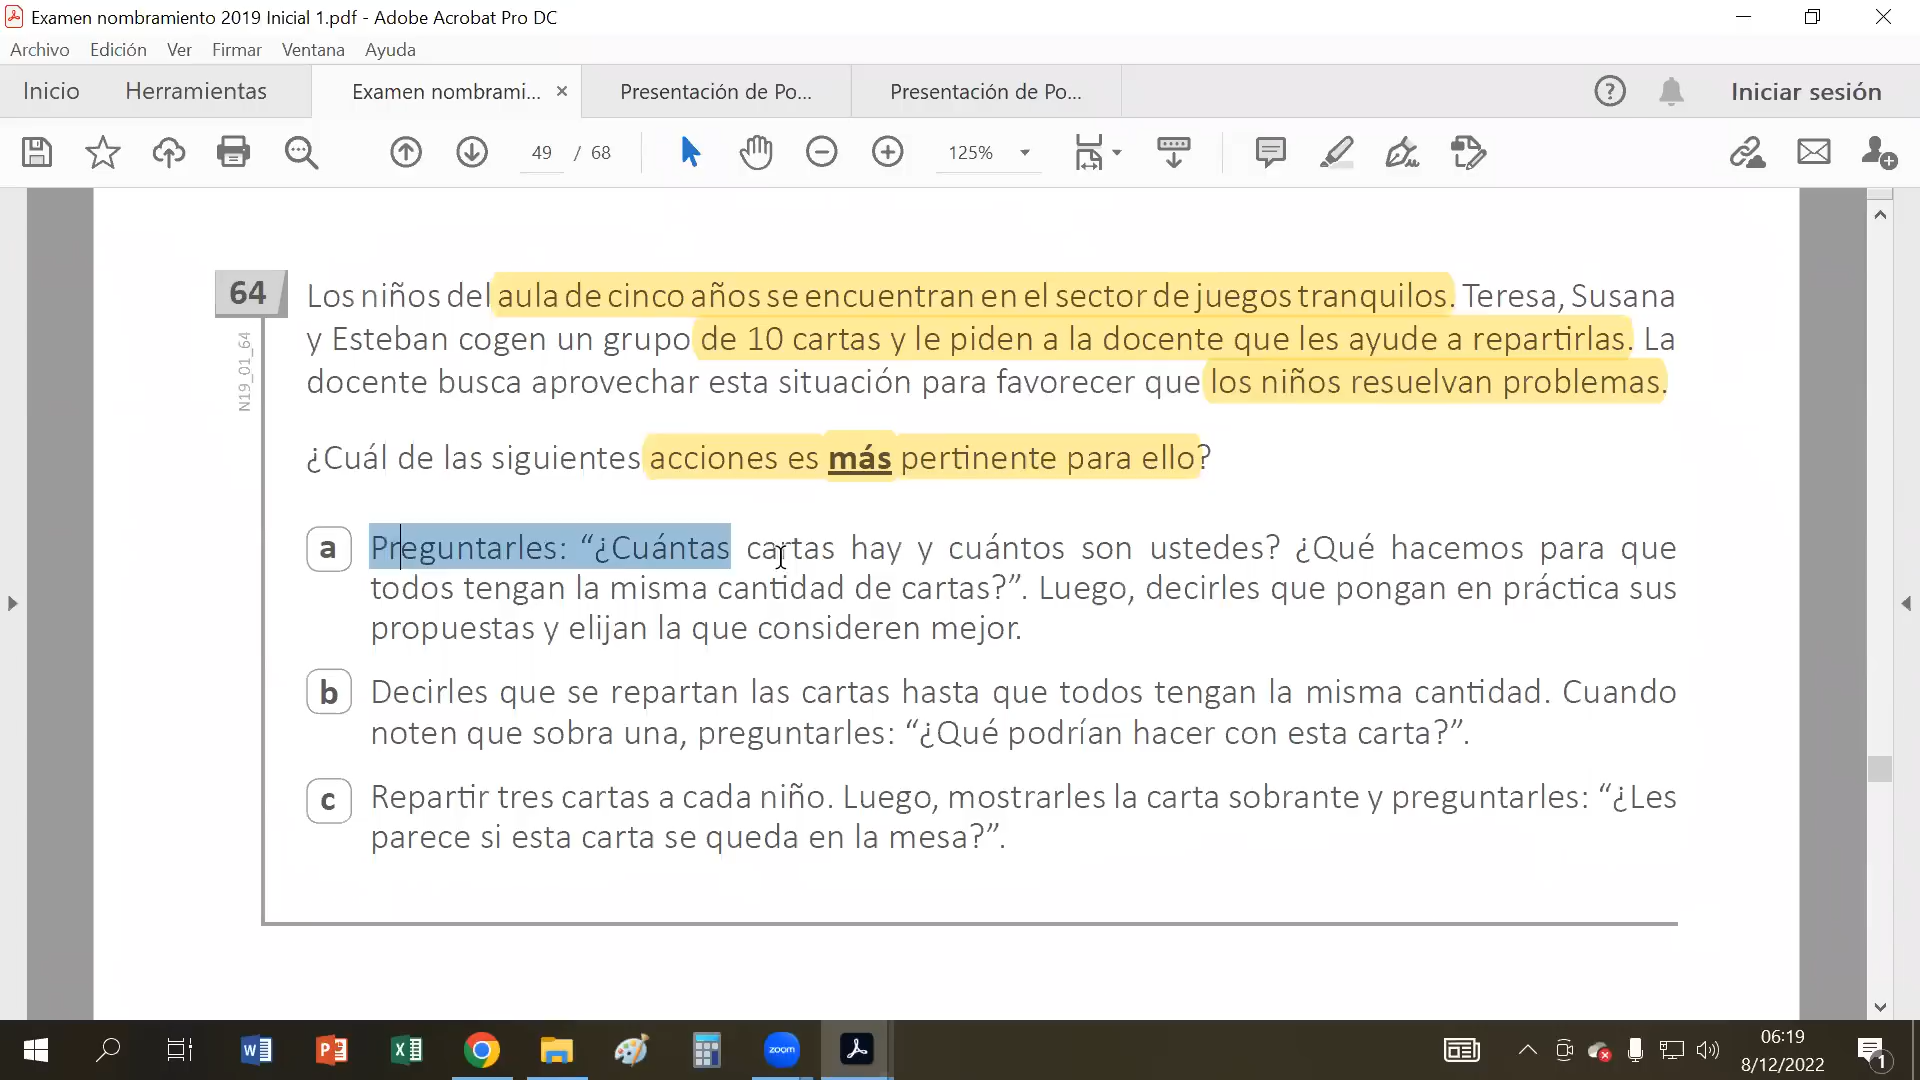 Examen nombramiento 2019 Inicial 1.pdf - Adobe Acrobat Pro DC
Archivo Edición Ver Firmar Ventana Ayuda
Inicio Herramientas Examen nombrami... × Presentación de Po... Presentación de Po... ? Iniciar sesión
49 / 68 125%
64 Los niños del aula de cinco años se encuentran en el sector de juegos tranquilos. Teresa, Susana
y Esteban cogen un grupo de 10 cartas y le piden a la docente que les ayude a repartirlas. La
docente busca aprovechar esta situación para favorecer que los niños resuelvan problemas.
N19_01_64
¿Cuál de las siguientes acciones es más pertinente para ello?
a Preguntarles: “¿Cuántas cartas hay y cuántos son ustedes? ¿Qué hacemos para que
todos tengan la misma cantidad de cartas?”. Luego, decirles que pongan en práctica sus
propuestas y elijan la que consideren mejor.
b Decirles que se repartan las cartas hasta que todos tengan la misma cantidad. Cuando
noten que sobra una, preguntarles: “¿Qué podrían hacer con esta carta?”.
c Repartir tres cartas a cada niño. Luego, mostrarles la carta sobrante y preguntarles: “¿Les
parece si esta carta se queda en la mesa?”.
zoom
06:19
8/12/2022
1